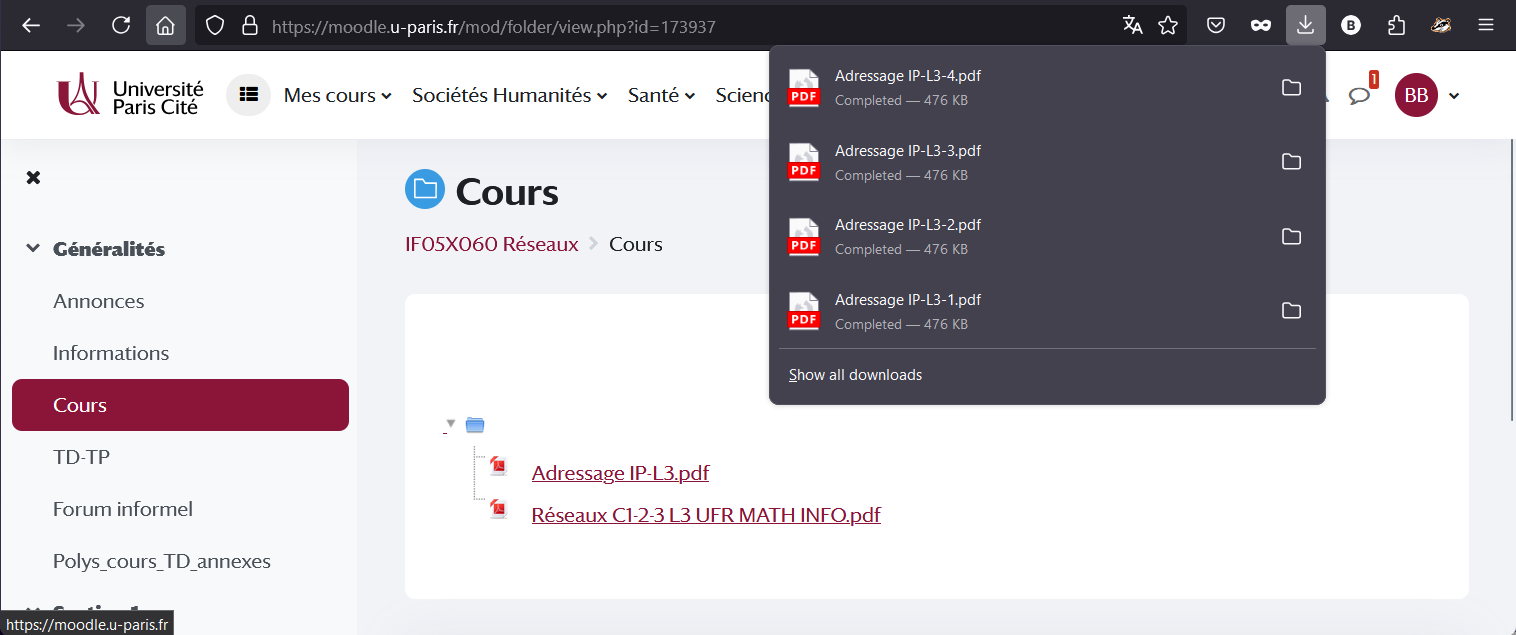 https://moodle.u-paris.fr/mod/folder/view.php?id=173937
B
Université
Paris Cité
Mes cours
Sociétés Humanités
Santé
1
BB
Adressage IP-L3-4.pdf
Completed — 476 KB
Adressage IP-L3-3.pdf
Completed — 476 KB
Adressage IP-L3-2.pdf
Completed — 476 KB
Adressage IP-L3-1.pdf
Completed — 476 KB
Show all downloads
PDF
PDF
PDF
PDF
Généralités
Annonces
Informations
Cours
TD-TP
Forum informel
Polys_cours_TD_annexes
Cours
IF05X060 Réseaux > Cours
Adressage IP-L3.pdf
Réseaux C1-2-3 L3 UFR MATH INFO.pdf
https://moodle.u-paris.fr